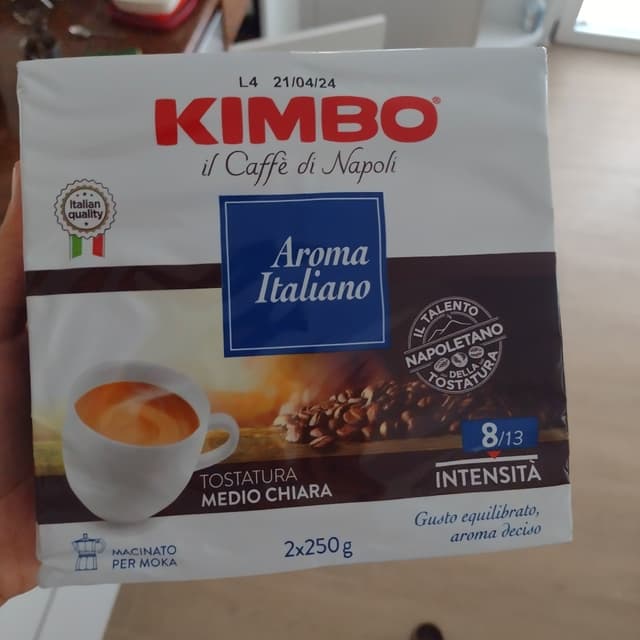 L4 21/04/24
KIMBO®
il Caffè di Napoli
Italian
quality
Aroma
Italiano
IL TALENTO
NAPOLETANO
DELLA
TOSTATURA
8/13
INTENSITÀ
TOSTATURA
MEDIO CHIARA
Gusto equilibrato,
aroma deciso
MACINATO
PER MOKA
2x250g